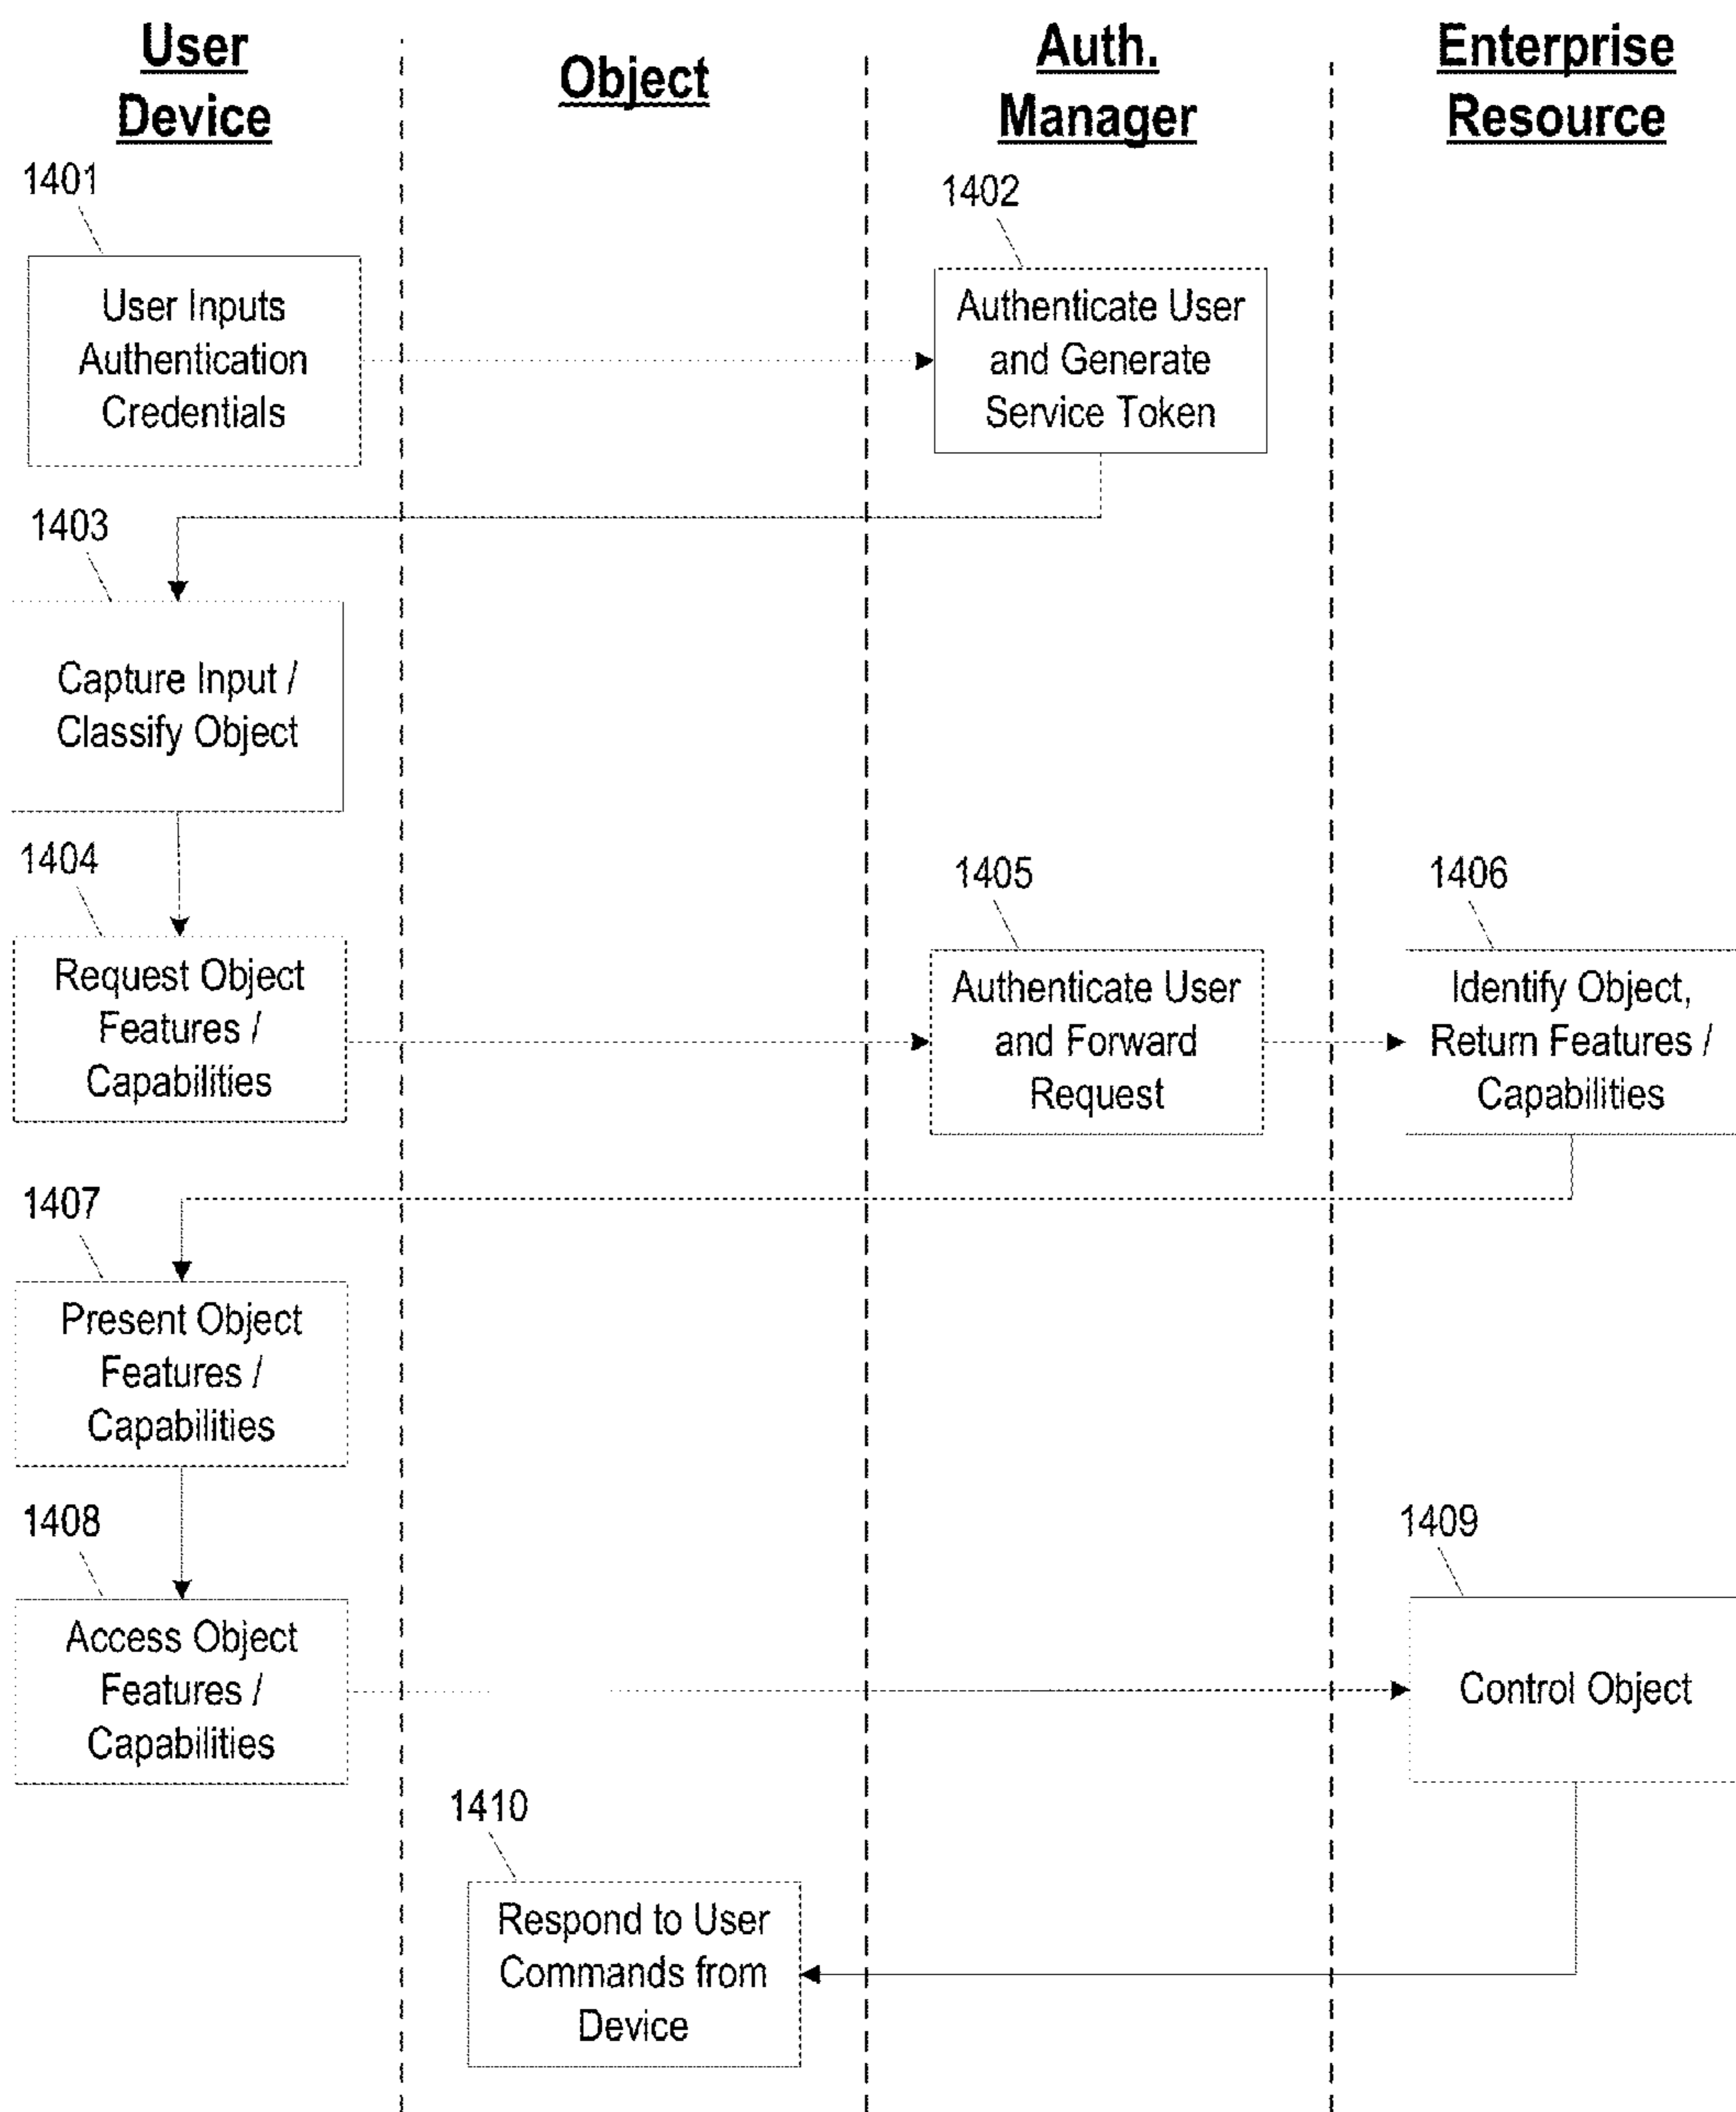 User
Device
Object
Auth.
Manager
Enterprise
Resource
1401
User Inputs
Authentication
Credentials
1402
Authenticate User
and Generate
Service Token
1403
Capture Input /
Classify Object
1404
Request Object
Features /
Capabilities
1405
Authenticate User
and Forward
Request
1406
Identify Object,
Return Features /
Capabilities
1407
Present Object
Features /
Capabilities
1408
Access Object
Features /
Capabilities
1409
Control Object
1410
Respond to User
Commands from
Device